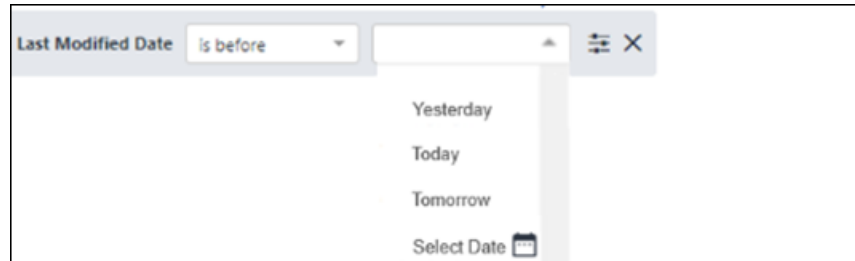 Last Modified Date is before
Yesterday
Today
Tomorrow
Select Date